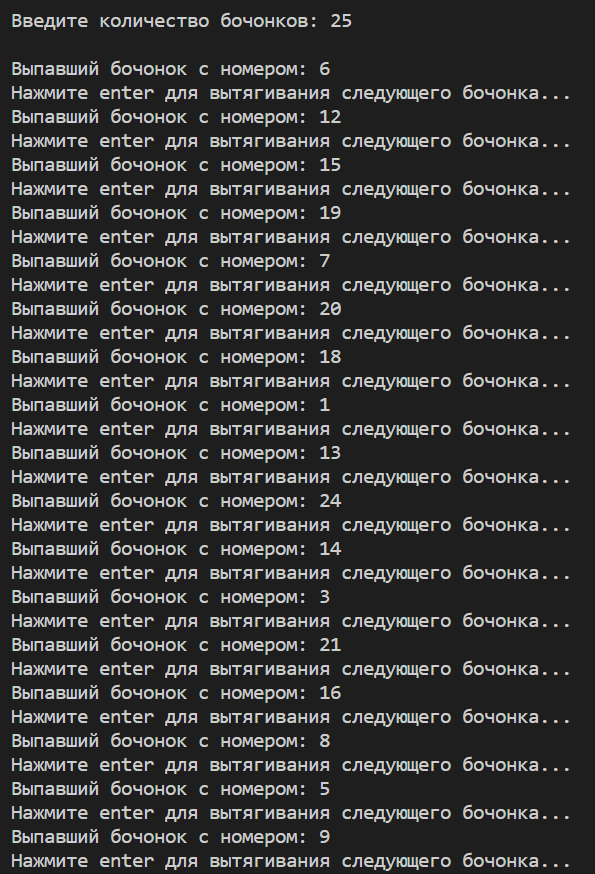 Введите количество бочонков: 25
Выпавший бочонок с номером: 6
Нажмите enter для вытягивания следующего бочонка...
Выпавший бочонок с номером: 12
Нажмите enter для вытягивания следующего бочонка...
Выпавший бочонок с номером: 15
Нажмите enter для вытягивания следующего бочонка...
Выпавший бочонок с номером: 19
Нажмите enter для вытягивания следующего бочонка...
Выпавший бочонок с номером: 7
Нажмите enter для вытягивания следующего бочонка...
Выпавший бочонок с номером: 20
Нажмите enter для вытягивания следующего бочонка...
Выпавший бочонок с номером: 18
Нажмите enter для вытягивания следующего бочонка...
Выпавший бочонок с номером: 1
Нажмите enter для вытягивания следующего бочонка...
Выпавший бочонок с номером: 13
Нажмите enter для вытягивания следующего бочонка...
Выпавший бочонок с номером: 24
Нажмите enter для вытягивания следующего бочонка...
Выпавший бочонок с номером: 14
Нажмите enter для вытягивания следующего бочонка...
Выпавший бочонок с номером: 3
Нажмите enter для вытягивания следующего бочонка...
Выпавший бочонок с номером: 21
Нажмите enter для вытягивания следующего бочонка...
Выпавший бочонок с номером: 16
Нажмите enter для вытягивания следующего бочонка...
Выпавший бочонок с номером: 8
Нажмите enter для вытягивания следующего бочонка...
Выпавший бочонок с номером: 5
Нажмите enter для вытягивания следующего бочонка...
Выпавший бочонок с номером: 9
Нажмите enter для вытягивания следующего бочонка...